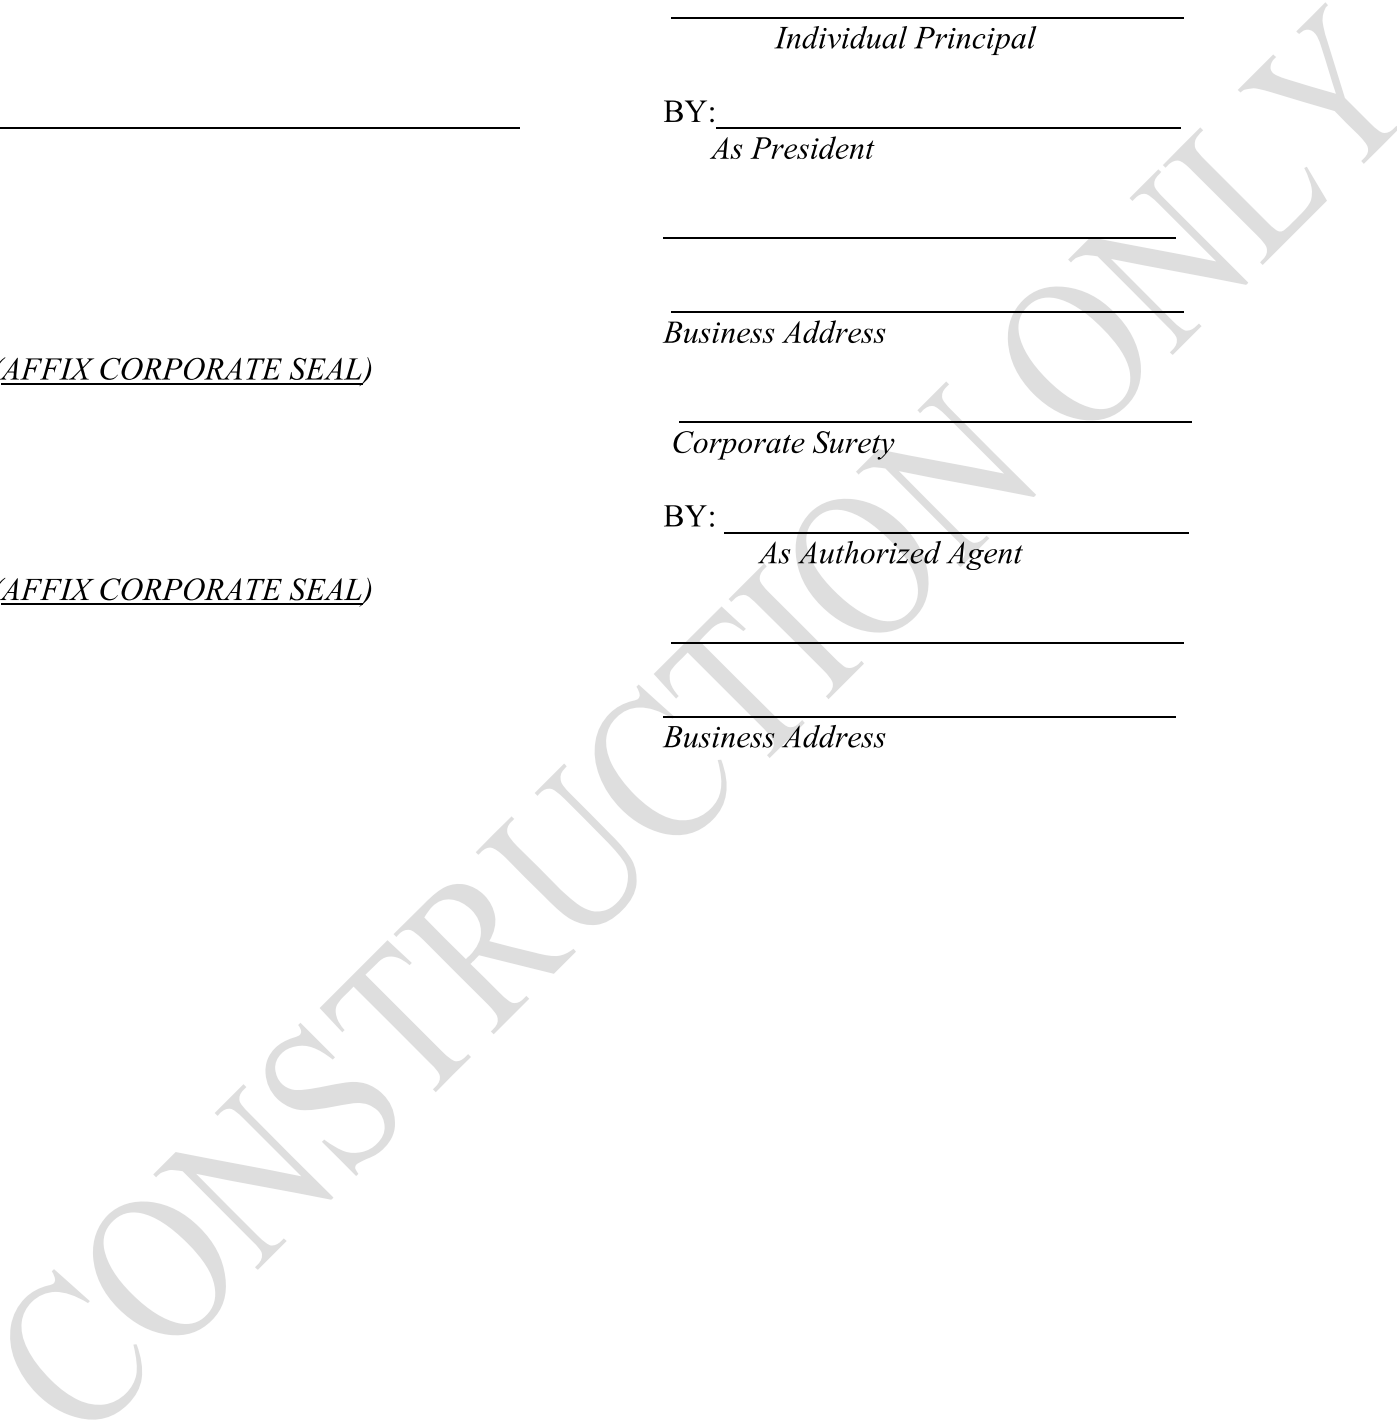 Individual Principal
BY:
As President
Business Address
(AFFIX CORPORATE SEAL)
Corporate Surety
BY:
As Authorized Agent
(AFFIX CORPORATE SEAL)
Business Address
CONSTRUCTION ONLY